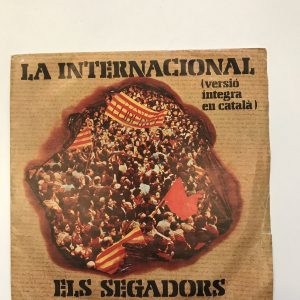 LA INTERNACIONAL
(versió
íntegra
en català)
ELS SEGADORS